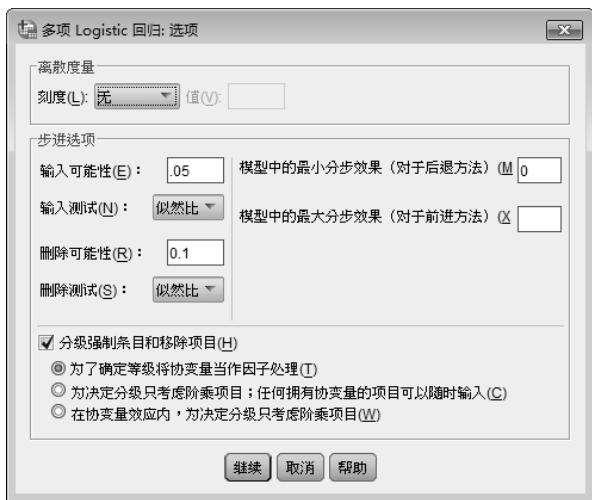 多项 Logistic 回归: 选项
离散度量
刻度(L): 无 值(V):
步进选项
输入可能性(E)： .05
输入测试(N)： 似然比
删除可能性(R)： 0.1
删除测试(S)： 似然比
模型中的最小分步效果（对于后退方法）(M 0
模型中的最大分步效果（对于前进方法）(X
分级强制条目和移除项目(H)
为了确定等级将协变量当作因子处理(T)
为决定分级只考虑阶乘项目；任何拥有协变量的项目可以随时输入(C)
在协变量效应内，为决定分级只考虑阶乘项目(W)
继续 取消 帮助